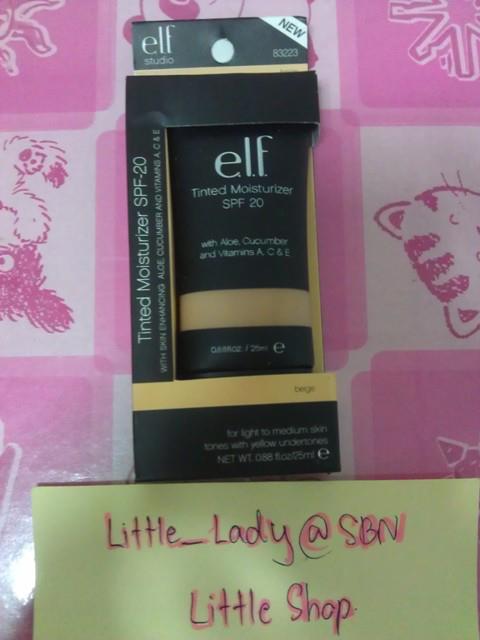 elf
studio
NEW
83223
Tinted Moisturizer SPF-20
WITH SKIN ENHANCING ALOE, CUCUMBER AND VITAMINS A, C & E
e.l.f.
Tinted Moisturizer
SPF 20
with Aloe, Cucumber
and Vitamins A, C & E
0.88fl.oz. / 25ml e
beige
for light to medium skin
tones with yellow undertones
NET WT. 0.88 fl.oz/25ml e
Little_Lady@SBN
Little Shop